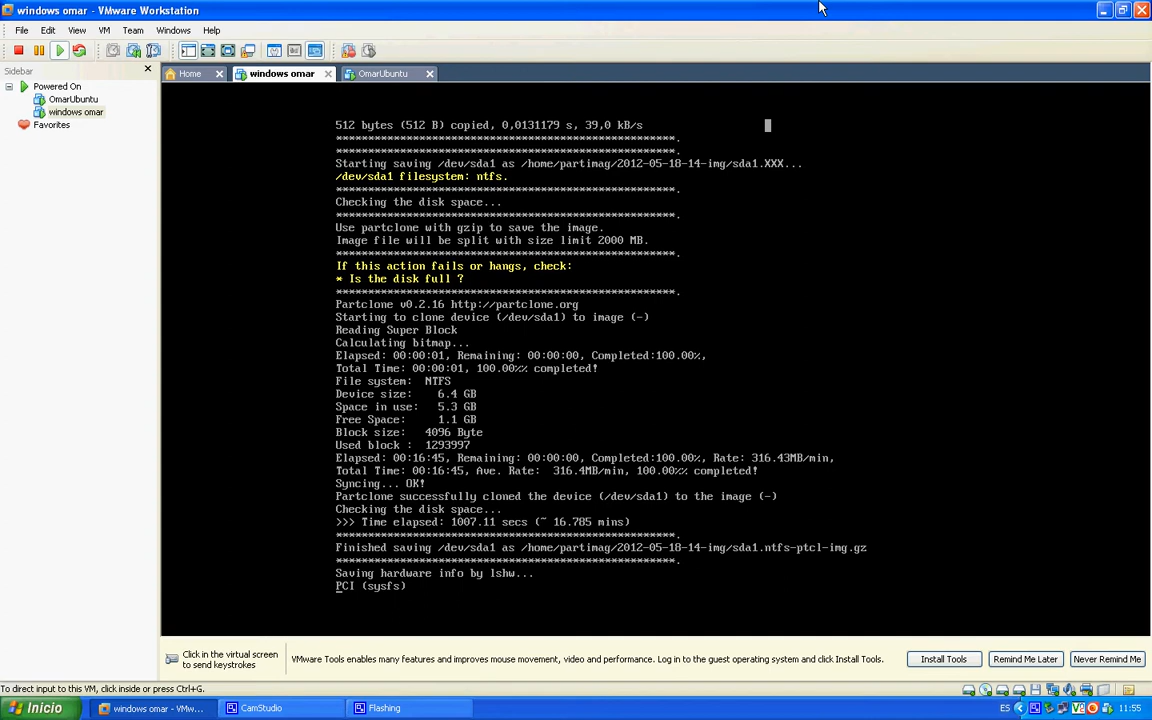 windows omar - VMware Workstation
File Edit View VM Team Windows Help
Sidebar
Powered On
OmarUbuntu
windows omar
Favorites
Home
windows omar
OmarUbuntu
512 bytes (512 B) copied, 0,0131179 s, 39,0 kB/s
*****************************************************.
*****************************************************.
Starting saving /dev/sda1 as /home/partimag/2012-05-18-14-img/sda1.XXX...
/dev/sda1 filesystem: ntfs.
*****************************************************.
Checking the disk space...
*****************************************************.
Use partclone with gzip to save the image.
Image file will be split with size limit 2000 MB.
*****************************************************.
If this action fails or hangs, check:
* Is the disk full ?
*****************************************************.
Partclone v0.2.16 http://partclone.org
Starting to clone device (/dev/sda1) to image (-)
Reading Super Block
Calculating bitmap...
Elapsed: 00:00:01, Remaining: 00:00:00, Completed:100.00%,
Total Time: 00:00:01, 100.00%% completed!
File system:  NTFS
Device size:    6.4 GB
Space in use:   5.3 GB
Free Space:     1.1 GB
Block size:   4096 Byte
Used block :  1293997
Elapsed: 00:16:45, Remaining: 00:00:00, Completed:100.00%, Rate: 316.43MB/min,
Total Time: 00:16:45, Ave. Rate:  316.4MB/min, 100.00%% completed!
Syncing... OK!
Partclone successfully cloned the device (/dev/sda1) to the image (-)
Checking the disk space...
>>> Time elapsed: 1007.11 secs (~ 16.785 mins)
*****************************************************.
Finished saving /dev/sda1 as /home/partimag/2012-05-18-14-img/sda1.ntfs-ptcl-img.gz
*****************************************************.
Saving hardware info by lshw...
PCI (sysfs)
Click in the virtual screen
to send keystrokes
VMware Tools enables many features and improves mouse movement, video and performance. Log in to the guest operating system and click Install Tools.
Install Tools
Remind Me Later
Never Remind Me
To direct input to this VM, click inside or press Ctrl+G.
Inicio
windows omar - VMw...
CamStudio
Flashing
ES
11:55